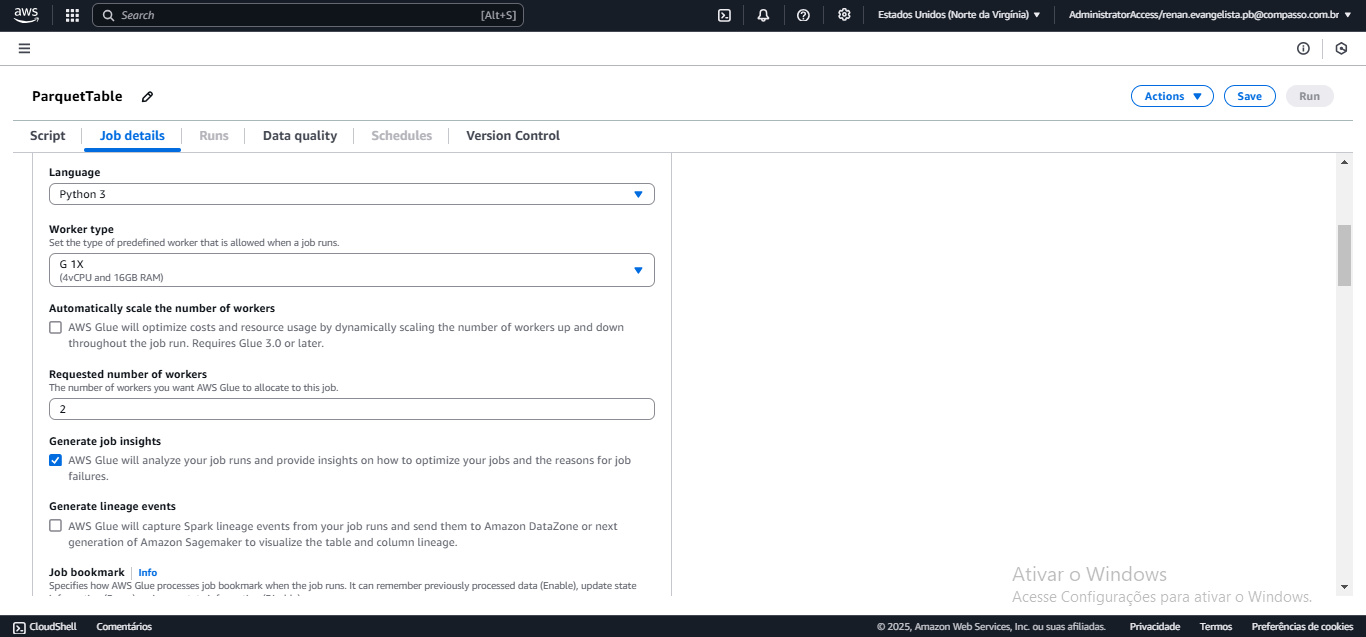 aws
Search
[Alt+S]
Estados Unidos (Norte da Virgínia)
AdministratorAccess/renan.evangelista.pb@compasso.com.br
ParquetTable
Actions
Save
Run
Script
Job details
Runs
Data quality
Schedules
Version Control
Language
Python 3
Worker type
Set the type of predefined worker that is allowed when a job runs.
G 1X
(4vCPU and 16GB RAM)
Automatically scale the number of workers
AWS Glue will optimize costs and resource usage by dynamically scaling the number of workers up and down
throughout the job run. Requires Glue 3.0 or later.
Requested number of workers
The number of workers you want AWS Glue to allocate to this job.
2
Generate job insights
AWS Glue will analyze your job runs and provide insights on how to optimize your jobs and the reasons for job
failures.
Generate lineage events
AWS Glue will capture Spark lineage events from your job runs and send them to Amazon DataZone or next
generation of Amazon Sagemaker to visualize the table and column lineage.
Job bookmark Info
Specifies how AWS Glue processes job bookmark when the job runs. It can remember previously processed data (Enable), update state
Ativar o Windows
Acesse Configurações para ativar o Windows.
CloudShell
Comentários
© 2025, Amazon Web Services, Inc. ou suas afiliadas.
Privacidade
Termos
Preferências de cookies